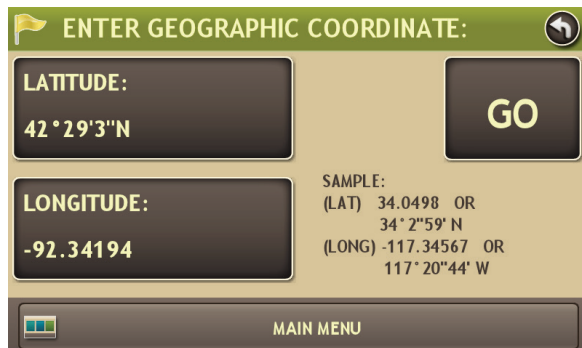 ENTER GEOGRAPHIC COORDINATE:
LATITUDE:
42°29'3"N
GO
LONGITUDE:
-92.34194
SAMPLE:
(LAT) 34.0498 OR
34°2"59' N
(LONG) -117.34567 OR
117°20"44' W
MAIN MENU